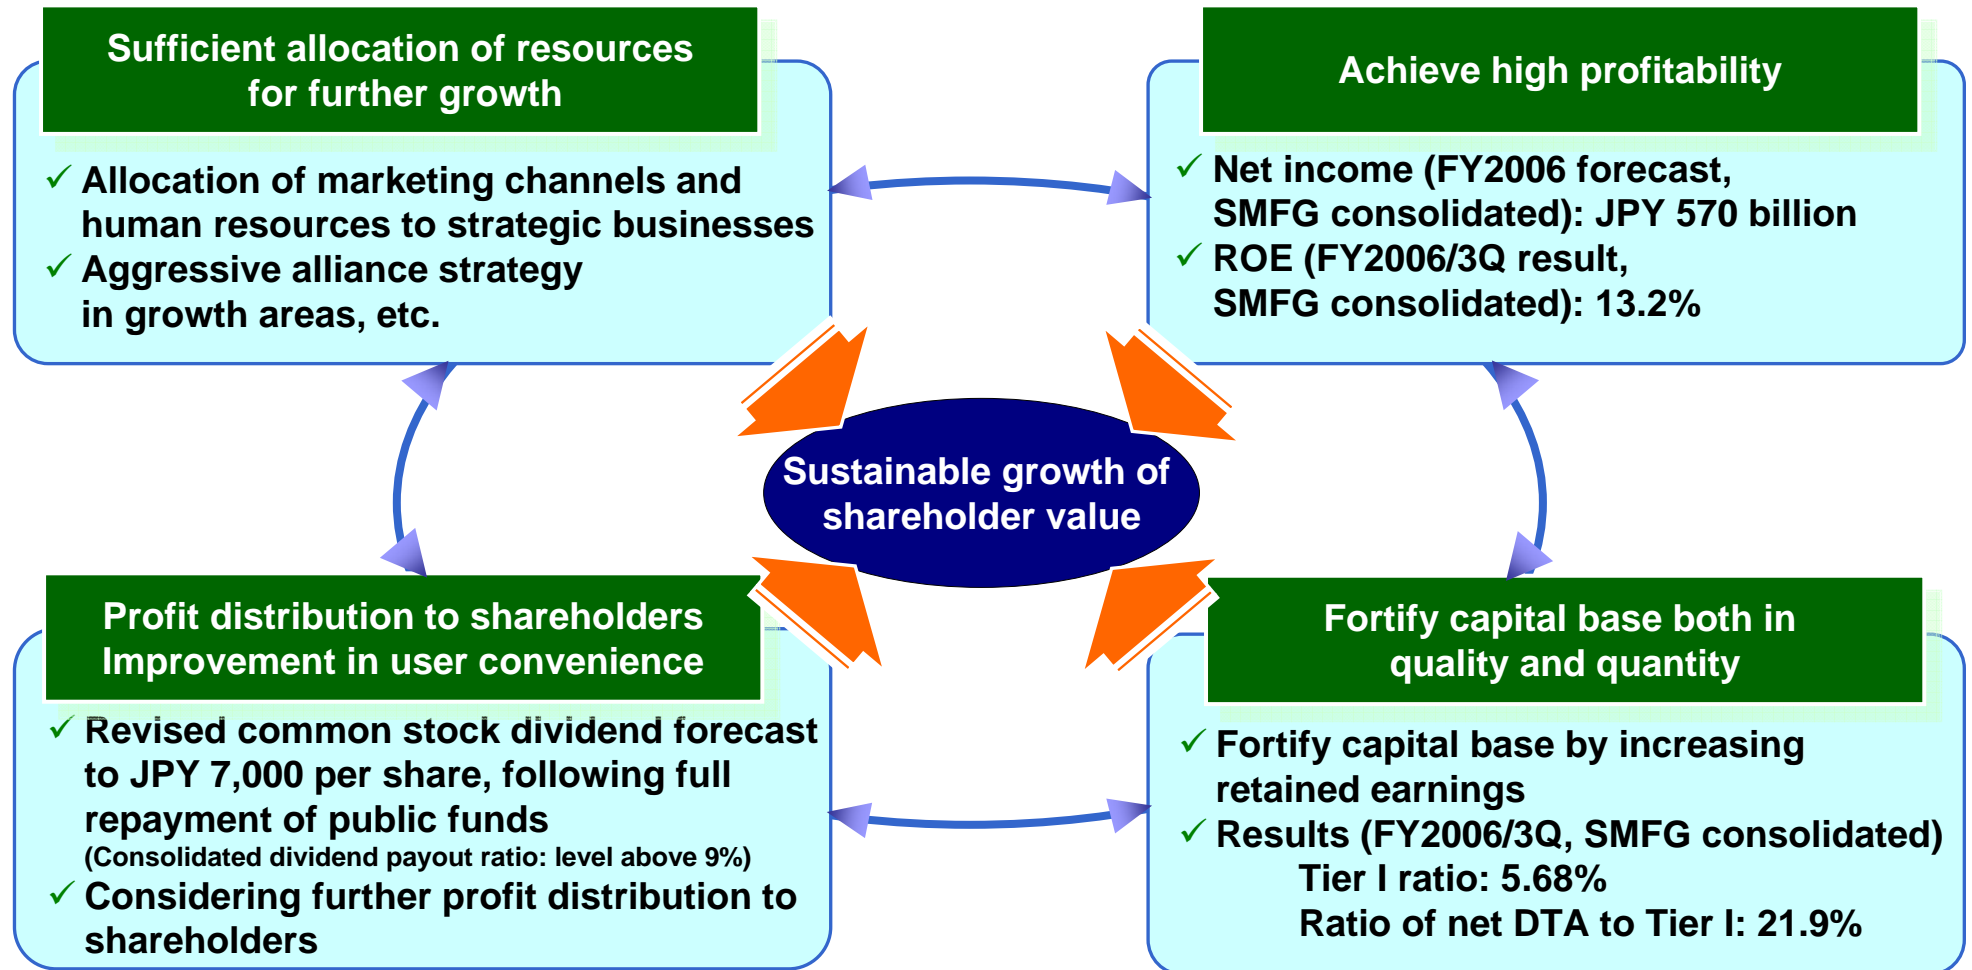 Sufficient allocation of resources
for further growth
✓ Allocation of marketing channels and
human resources to strategic businesses
✓ Aggressive alliance strategy
in growth areas, etc.
Achieve high profitability
✓ Net income (FY2006 forecast,
SMFG consolidated): JPY 570 billion
✓ ROE (FY2006/3Q result,
SMFG consolidated): 13.2%
Sustainable growth of
shareholder value
Profit distribution to shareholders
Improvement in user convenience
✓ Revised common stock dividend forecast
to JPY 7,000 per share, following full
repayment of public funds
(Consolidated dividend payout ratio: level above 9%)
✓ Considering further profit distribution to
shareholders
Fortify capital base both in
quality and quantity
✓ Fortify capital base by increasing
retained earnings
✓ Results (FY2006/3Q, SMFG consolidated)
Tier I ratio: 5.68%
Ratio of net DTA to Tier I: 21.9%